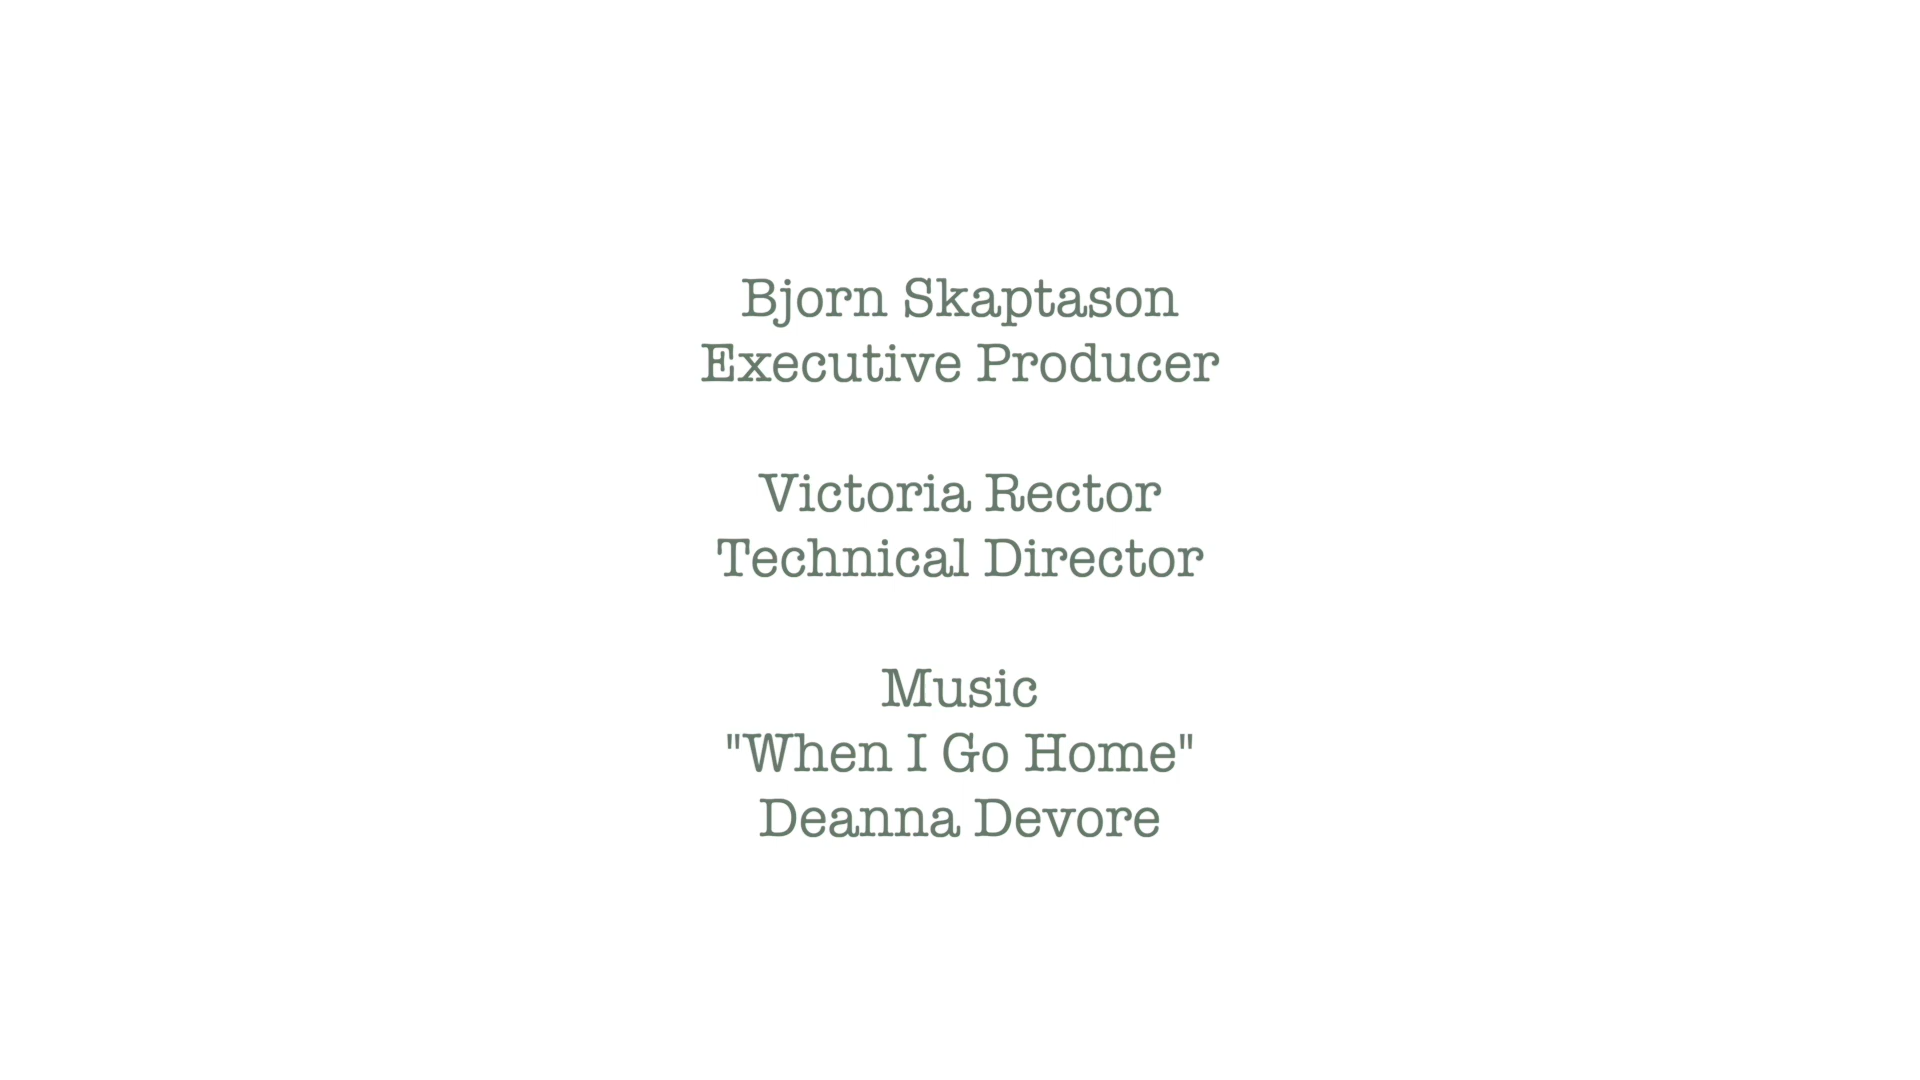 Bjorn Skaptason
Executive Producer
Victoria Rector
Technical Director
Music
"When I Go Home"
Deanna Devore